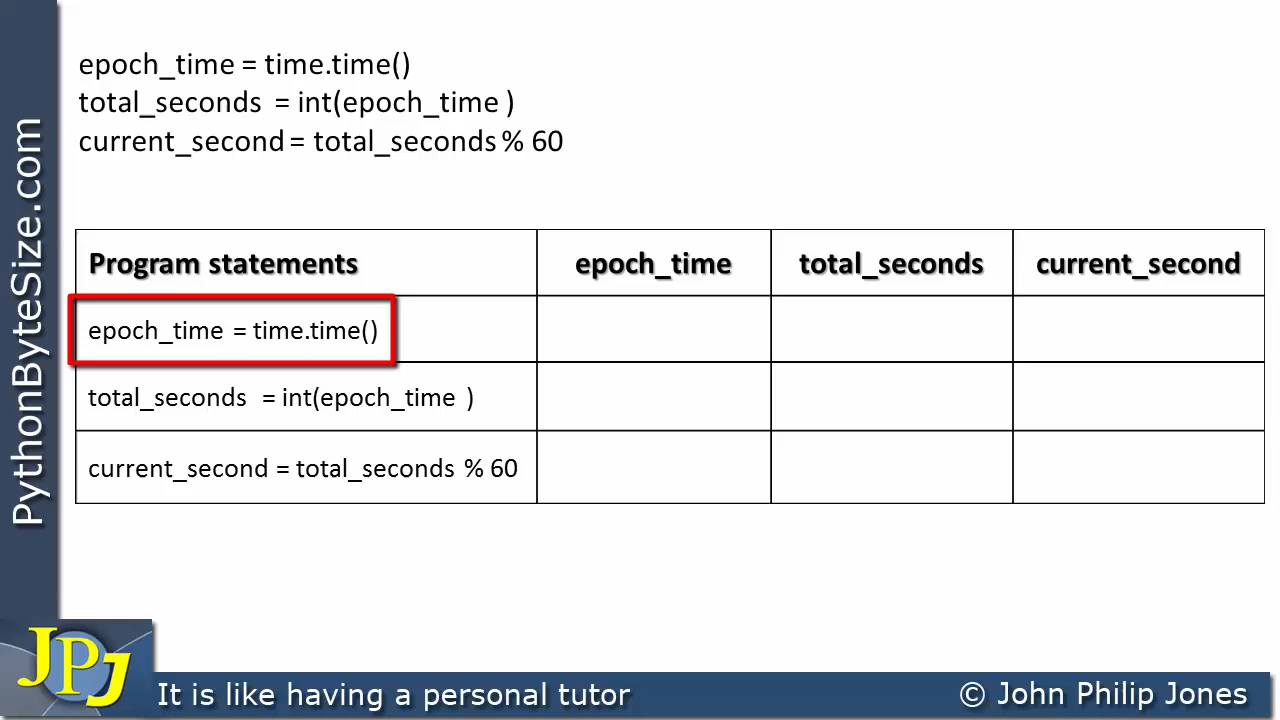 epoch_time = time.time()
total_seconds = int(epoch_time )
current_second = total_seconds % 60
Program statements epoch_time total_seconds current_second
epoch_time = time.time()
total_seconds = int(epoch_time )
current_second = total_seconds % 60
PythonByteSize.com
JPJ
It is like having a personal tutor
© John Philip Jones